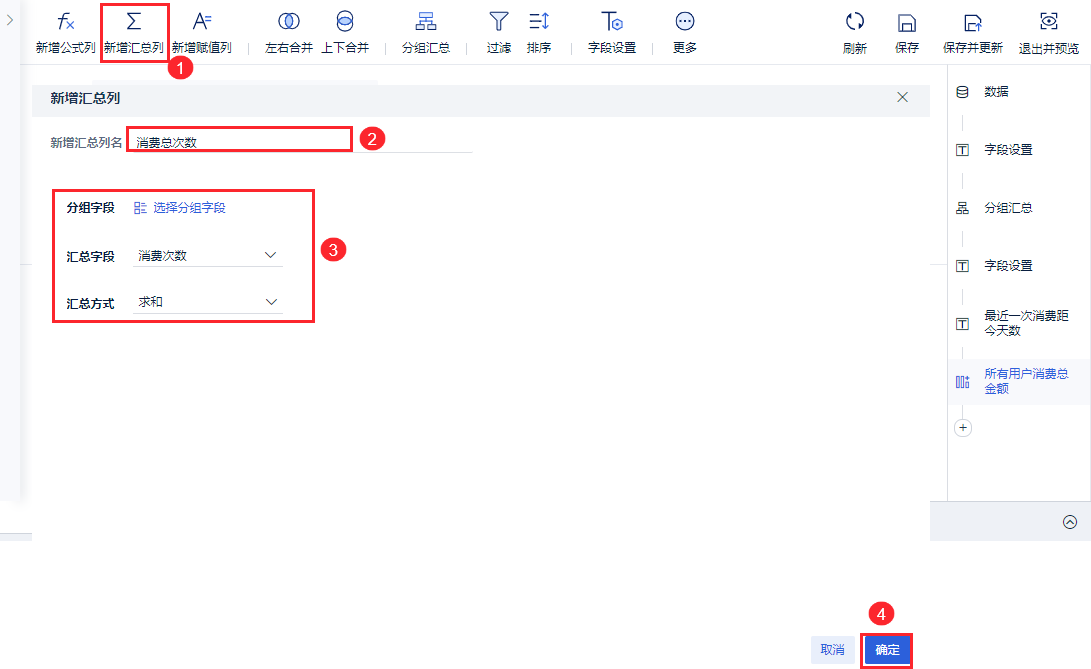 新增公式列 新增汇总列 新增赋值列 左右合并 上下合并 分组汇总 过滤 排序 字段设置 更多 刷新 保存 保存并更新 退出并预览
1
新增汇总列
新增汇总列名 消费总次数 2
分组字段 选择分组字段
汇总字段 消费次数
汇总方式 求和
3
数据
字段设置
分组汇总
字段设置
最近一次消费距
今天数
所有用户消费总
金额
4
取消 确定